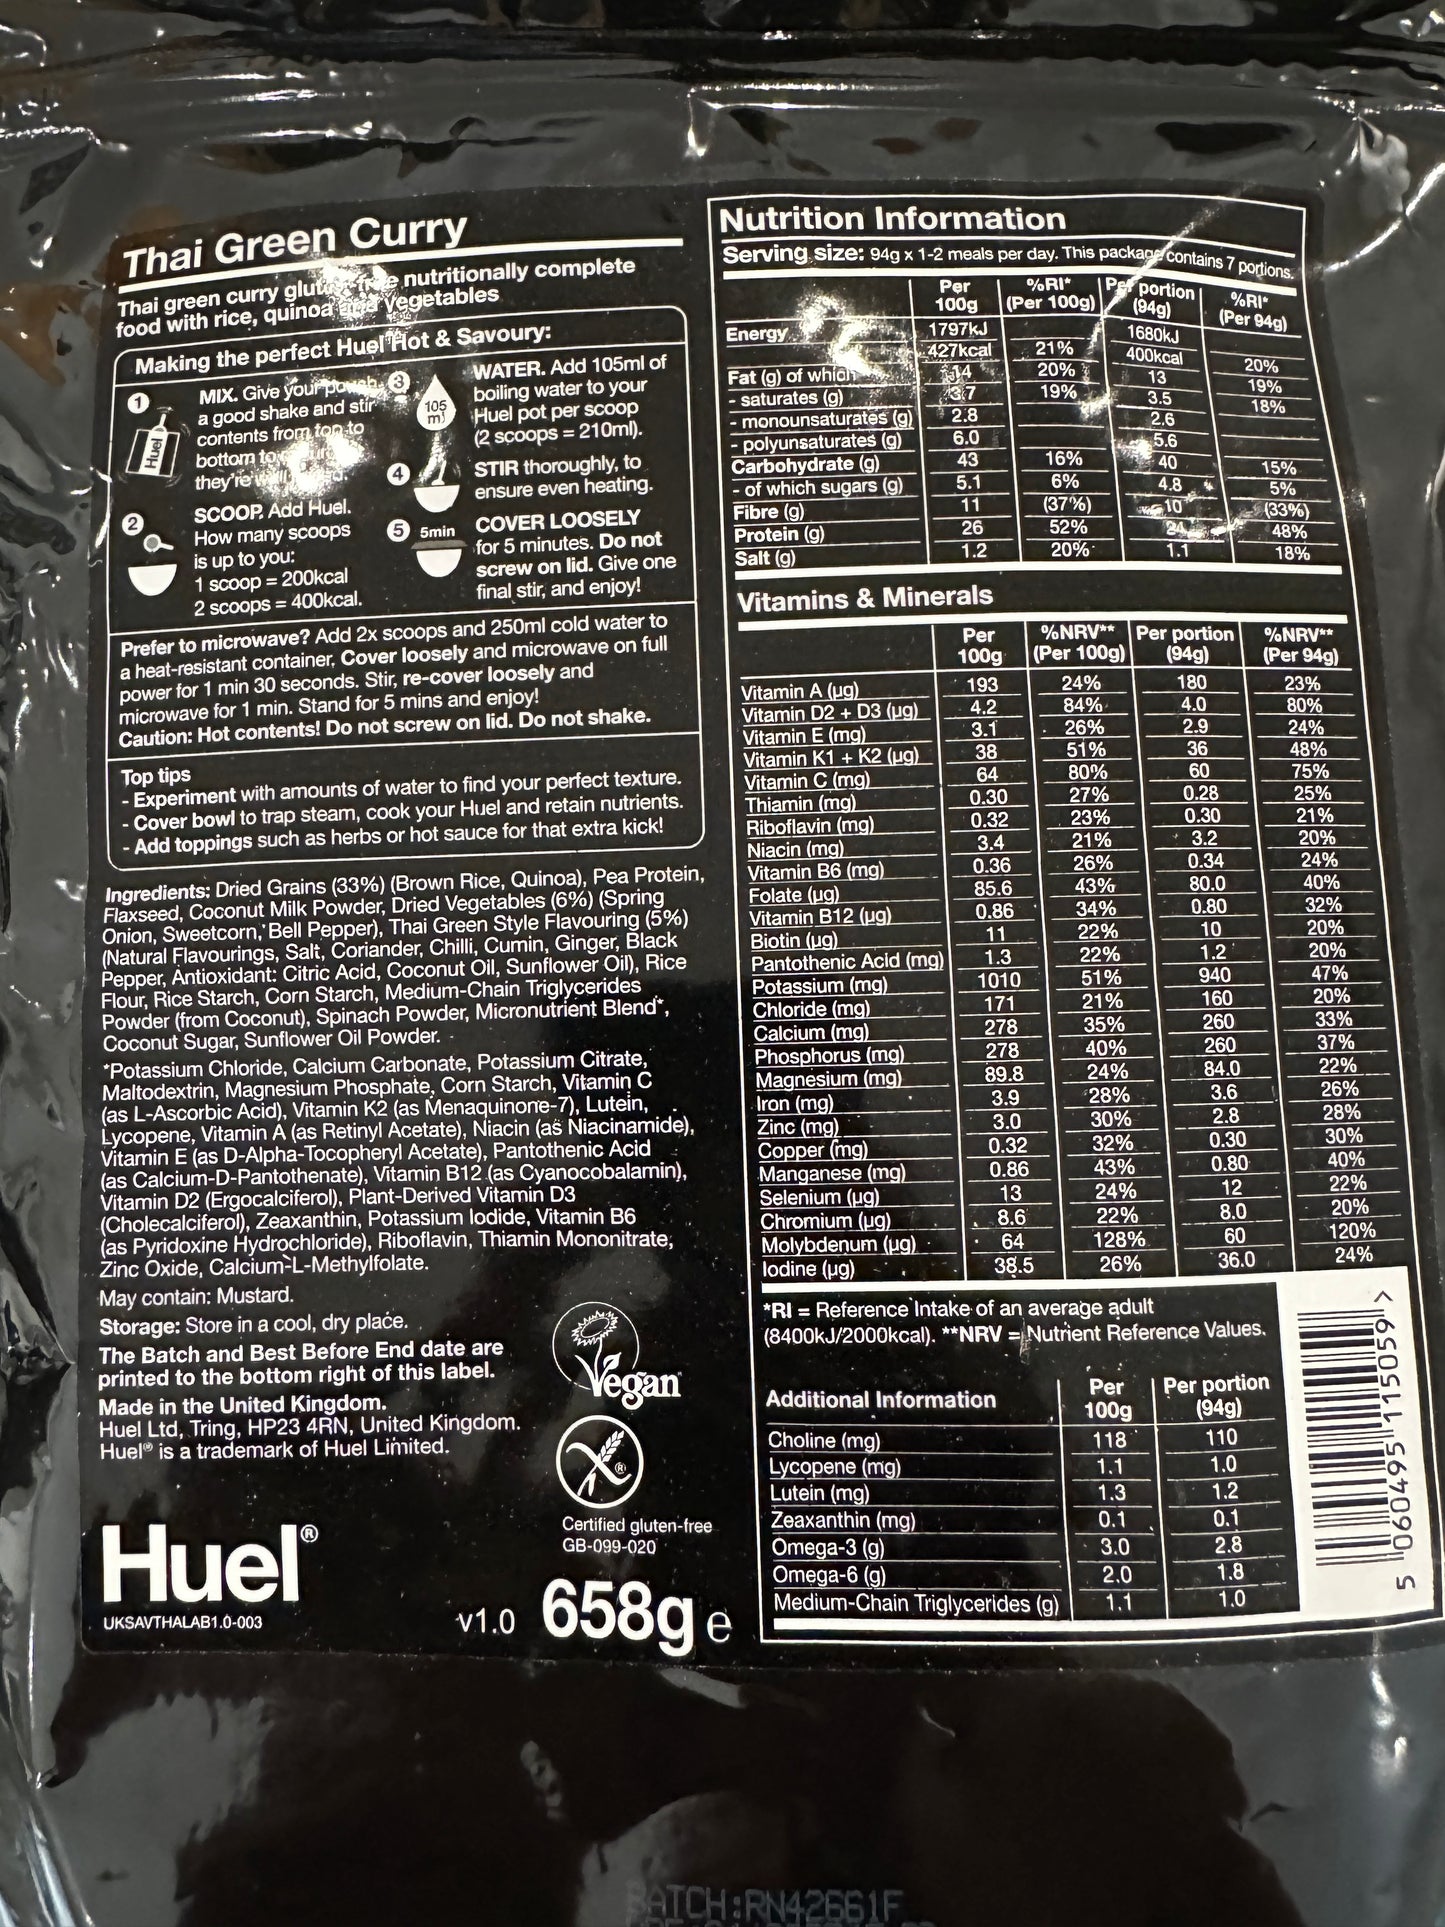 Thai Green Curry
Thai green curry nutritionally complete
food with rice, quinoa vegetables
Making the perfect Huel Hot & Savoury:
1
MIX. Give your
a good shake and stir
contents from top to
bottom to
they're
Huel
2
SCOOP. Add Huel.
How many scoops
is up to you:
1 scoop = 200kcal
2 scoops = 400kcal.
3
105
ml
WATER. Add 105ml of
boiling water to your
Huel pot per scoop
(2 scoops = 210ml).
4
STIR thoroughly, to
ensure even heating.
5
5min
COVER LOOSELY
for 5 minutes. Do not
screw on lid. Give one
final stir, and enjoy!
Prefer to microwave? Add 2x scoops and 250ml cold water to
a heat-resistant container, Cover loosely and microwave on full
power for 1 min 30 seconds. Stir, re-cover loosely and
microwave for 1 min. Stand for 5 mins and enjoy!
Caution: Hot contents! Do not screw on lid. Do not shake.
Top tips
- Experiment with amounts of water to find your perfect texture.
- Cover bowl to trap steam, cook your Huel and retain nutrients.
- Add toppings such as herbs or hot sauce for that extra kick!
Ingredients: Dried Grains (33%) (Brown Rice, Quinoa), Pea Protein,
Flaxseed, Coconut Milk Powder, Dried Vegetables (6%) (Spring
Onion, Sweetcorn, Bell Pepper), Thai Green Style Flavouring (5%)
(Natural Flavourings, Salt, Coriander, Chilli, Cumin, Ginger, Black
Pepper, Antioxidant: Citric Acid, Coconut Oil, Sunflower Oil), Rice
Flour, Rice Starch, Corn Starch, Medium-Chain Triglycerides
Powder (from Coconut), Spinach Powder, Micronutrient Blend*,
Coconut Sugar, Sunflower Oil Powder.
*Potassium Chloride, Calcium Carbonate, Potassium Citrate,
Maltodextrin, Magnesium Phosphate, Corn Starch, Vitamin C
(as L-Ascorbic Acid), Vitamin K2 (as Menaquinone-7), Lutein,
Lycopene, Vitamin A (as Retinyl Acetate), Niacin (as Niacinamide),
Vitamin E (as D-Alpha-Tocopheryl Acetate), Pantothenic Acid
(as Calcium-D-Pantothenate), Vitamin B12 (as Cyanocobalamin),
Vitamin D2 (Ergocalciferol), Plant-Derived Vitamin D3
(Cholecalciferol), Zeaxanthin, Potassium Iodide, Vitamin B6
(as Pyridoxine Hydrochloride), Riboflavin, Thiamin Mononitrate,
Zinc Oxide, Calcium-L-Methylfolate.
May contain: Mustard.
Storage: Store in a cool, dry place.
The Batch and Best Before End date are
printed to the bottom right of this label.
Made in the United Kingdom.
Huel Ltd, Tring, HP23 4RN, United Kingdom.
Huel® is a trademark of Huel Limited.
Vegan
Certified gluten-free
GB-099-020
Huel®
UKSAVTHALAB1.0-003
v1.0 658g e
Nutrition Information
Serving size: 94g x 1-2 meals per day. This package contains 7 portions.
Per 100g %RI* (Per 100g) Per portion (94g) %RI* (Per 94g)
Energy 1797kJ 1680kJ
427kcal 21% 400kcal 20%
Fat (g) of which 14 20% 13 19%
- saturates (g) 3.7 19% 3.5 18%
- monounsaturates (g) 2.8 2.6
- polyunsaturates (g) 6.0 5.6
Carbohydrate (g) 43 16% 40 15%
- of which sugars (g) 5.1 6% 4.8 5%
Fibre (g) 11 (37%) 10 (33%)
Protein (g) 26 52% 24 48%
Salt (g) 1.2 20% 1.1 18%
Vitamins & Minerals
Per 100g %NRV** (Per 100g) Per portion (94g) %NRV** (Per 94g)
Vitamin A (µg) 193 24% 180 23%
Vitamin D2 + D3 (µg) 4.2 84% 4.0 80%
Vitamin E (mg) 3.1 26% 2.9 24%
Vitamin K1 + K2 (µg) 38 51% 36 48%
Vitamin C (mg) 64 80% 60 75%
Thiamin (mg) 0.30 27% 0.28 25%
Riboflavin (mg) 0.32 23% 0.30 21%
Niacin (mg) 3.4 21% 3.2 20%
Vitamin B6 (mg) 0.36 26% 0.34 24%
Folate (µg) 85.6 43% 80.0 40%
Vitamin B12 (µg) 0.86 34% 0.80 32%
Biotin (µg) 11 22% 10 20%
Pantothenic Acid (mg) 1.3 22% 1.2 20%
Potassium (mg) 1010 51% 940 47%
Chloride (mg) 171 21% 160 20%
Calcium (mg) 278 35% 260 33%
Phosphorus (mg) 278 40% 260 37%
Magnesium (mg) 89.8 24% 84.0 22%
Iron (mg) 3.9 28% 3.6 26%
Zinc (mg) 3.0 30% 2.8 28%
Copper (mg) 0.32 32% 0.30 30%
Manganese (mg) 0.86 43% 0.80 40%
Selenium (µg) 13 24% 12 22%
Chromium (µg) 8.6 22% 8.0 20%
Molybdenum (µg) 64 128% 60 120%
Iodine (µg) 38.5 26% 36.0 24%
*RI = Reference Intake of an average adult
(8400kJ/2000kcal). **NRV = Nutrient Reference Values.
Additional Information Per 100g Per portion (94g)
Choline (mg) 118 110
Lycopene (mg) 1.1 1.0
Lutein (mg) 1.3 1.2
Zeaxanthin (mg) 0.1 0.1
Omega-3 (g) 3.0 2.8
Omega-6 (g) 2.0 1.8
Medium-Chain Triglycerides (g) 1.1 1.0
5 060495 115059 >
BATCH:RN42661F